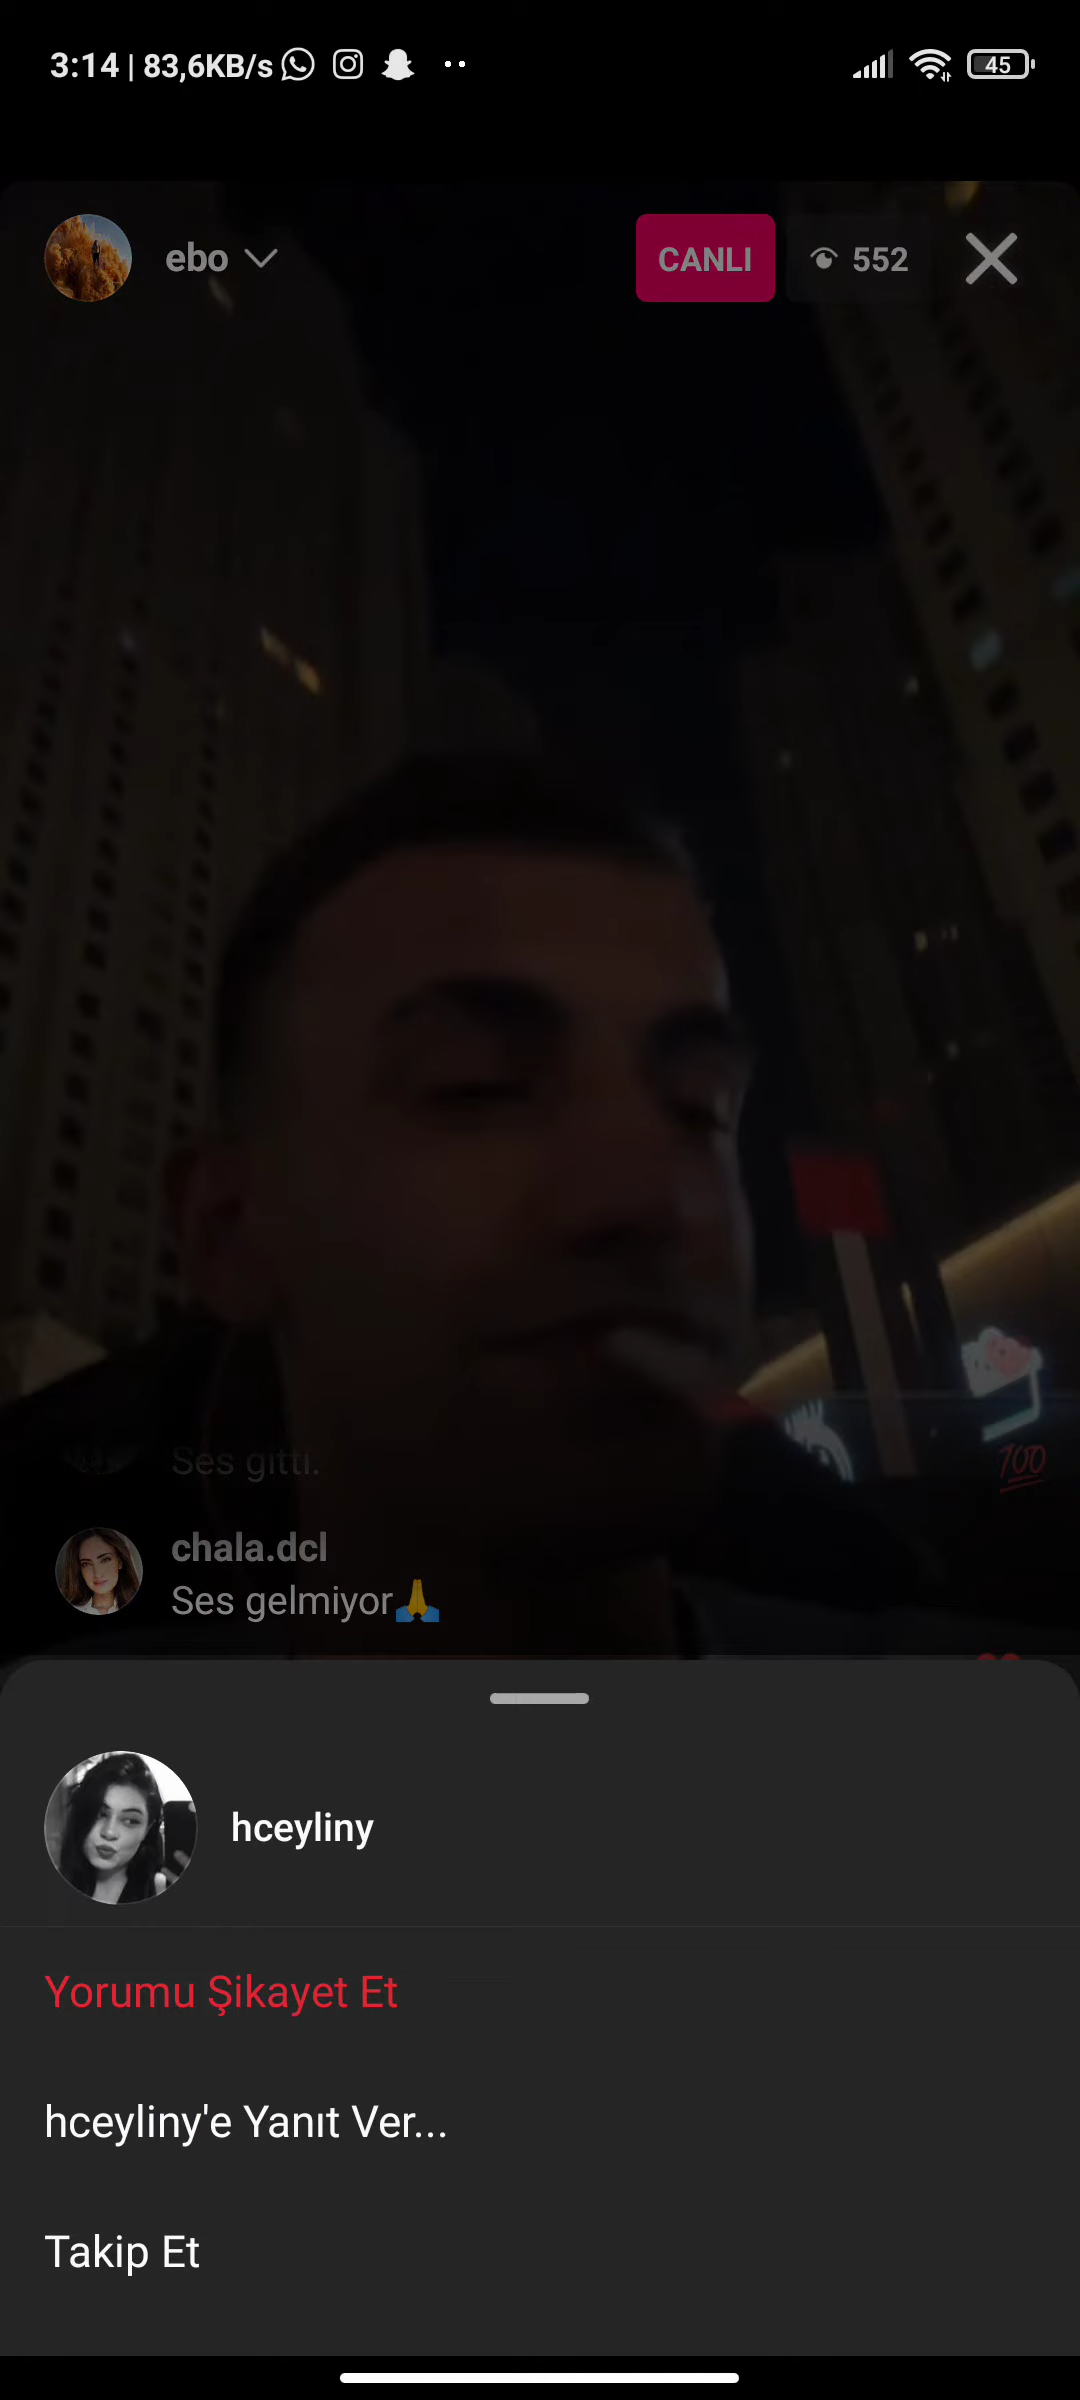 3:14 | 83,6KB/s 45
ebo CANLI 552
Ses gitti.
💯
chala.dcl
Ses gelmiyor🙏
hceyliny
Yorumu Şikayet Et
hceyliny'e Yanıt Ver...
Takip Et